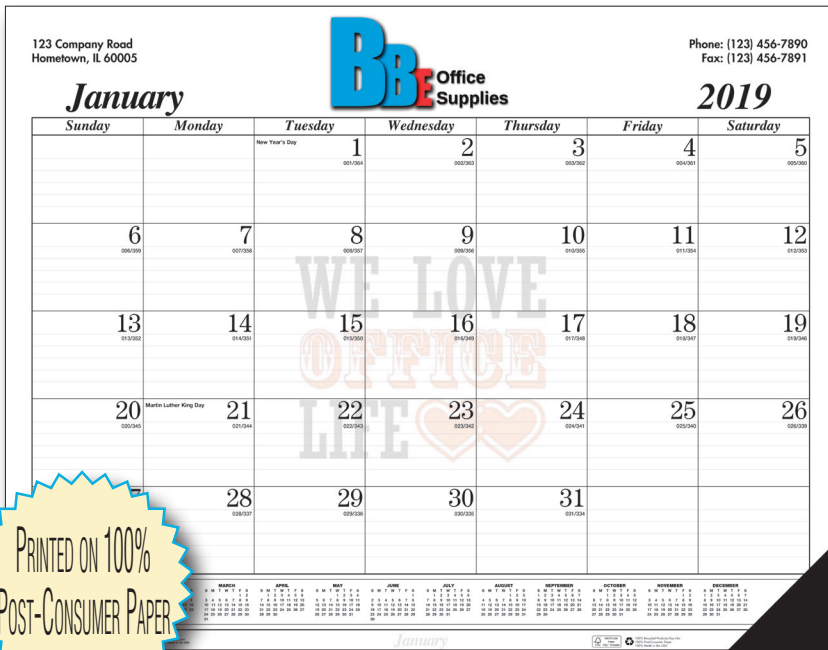 123 Company Road
Hometown, IL 60005
BBE Office
Supplies
Phone: (123) 456-7890
Fax: (123) 456-7891
January
2019
Sunday Monday Tuesday Wednesday Thursday Friday Saturday
New Year's Day 1 2 3 4 5
001/364 002/363 003/362 004/361 005/360
6 7 8 9 10 11 12
006/359 007/358 008/357 009/356 010/355 011/354 012/353
WE LOVE
13 14 15 16 17 18 19
013/352 014/351 015/350 016/349 017/348 018/347 019/346
OFFICE
20 Martin Luther King Day 21 22 23 24 25 26
020/345 021/344 022/343 023/342 024/341 025/340 026/339
LIFE
28 29 30 31
028/337 029/336 030/335 031/334
PRINTED ON 100%
POST-CONSUMER PAPER
MARCH APRIL MAY JUNE JULY AUGUST SEPTEMBER OCTOBER NOVEMBER DECEMBER
S M T W T F S S M T W T F S S M T W T F S S M T W T F S S M T W T F S S M T W T F S S M T W T F S S M T W T F S S M T W T F S S M T W T F S
January